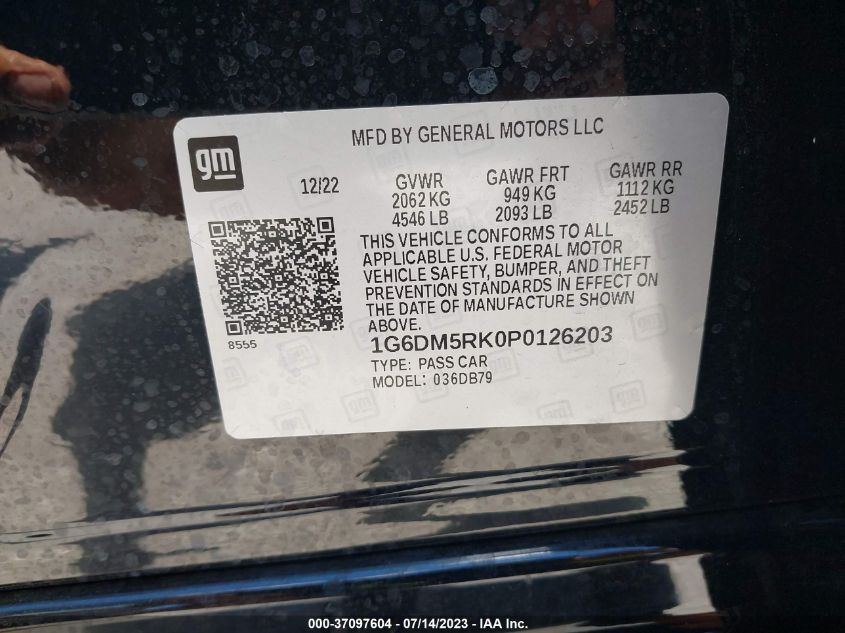 gm
MFD BY GENERAL MOTORS LLC
12/22
GVWR
2062 KG
4546 LB
GAWR FRT
949 KG
2093 LB
GAWR RR
1112 KG
2452 LB
THIS VEHICLE CONFORMS TO ALL
APPLICABLE U.S. FEDERAL MOTOR
VEHICLE SAFETY, BUMPER, AND THEFT
PREVENTION STANDARDS IN EFFECT ON
THE DATE OF MANUFACTURE SHOWN
ABOVE.
8555
1G6DM5RK0P0126203
TYPE: PASS CAR
MODEL: 036DB79
000-37097604 - 07/14/2023 - IAA Inc.